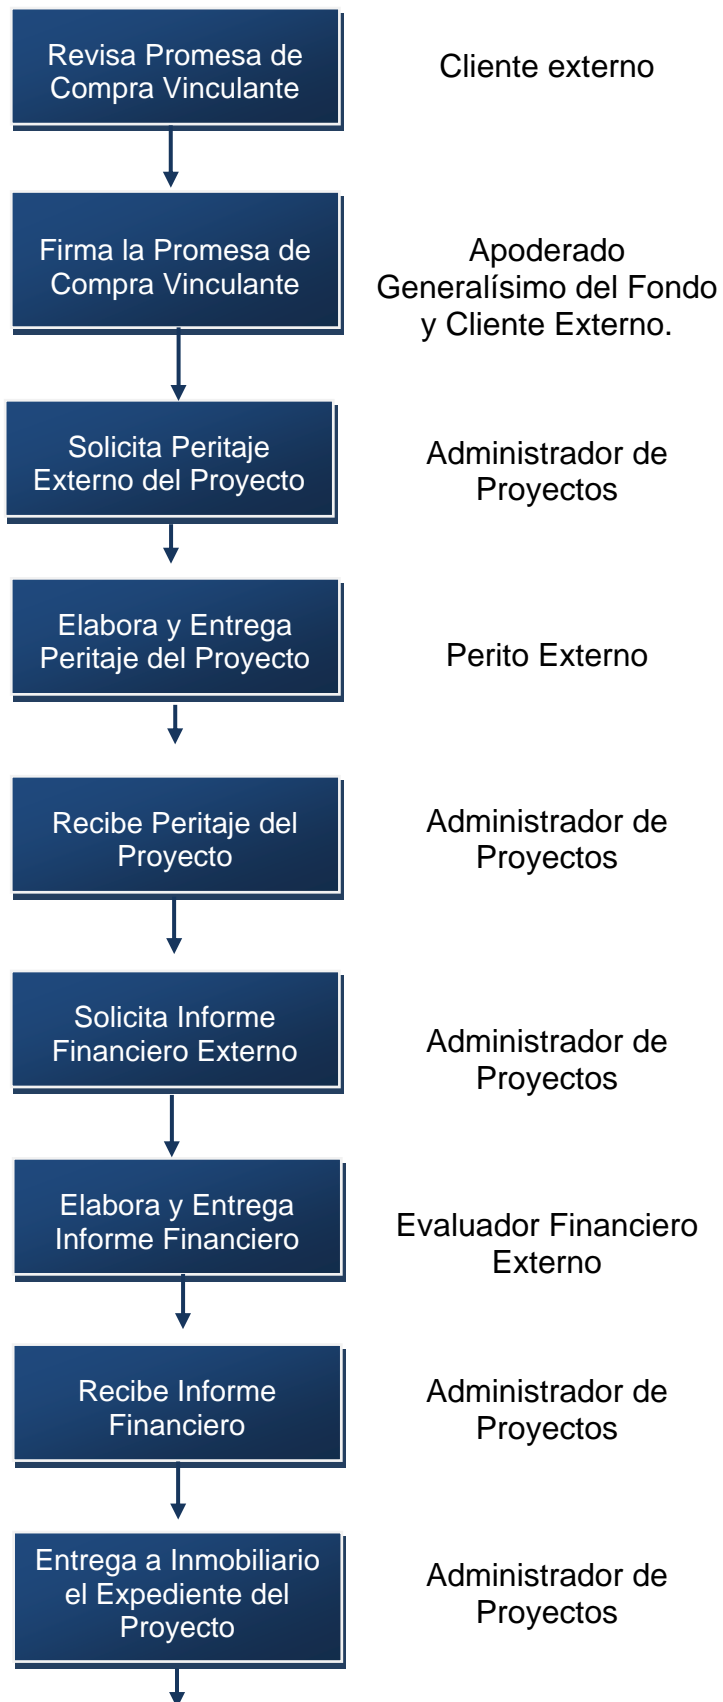 Revisa Promesa de
Compra Vinculante
Cliente externo
Firma la Promesa de
Compra Vinculante
Apoderado
Generalísimo del Fondo
y Cliente Externo.
Solicita Peritaje
Externo del Proyecto
Administrador de
Proyectos
Elabora y Entrega
Peritaje del Proyecto
Perito Externo
Recibe Peritaje del
Proyecto
Administrador de
Proyectos
Solicita Informe
Financiero Externo
Administrador de
Proyectos
Elabora y Entrega
Informe Financiero
Evaluador Financiero
Externo
Recibe Informe
Financiero
Administrador de
Proyectos
Entrega a Inmobiliario
el Expediente del
Proyecto
Administrador de
Proyectos